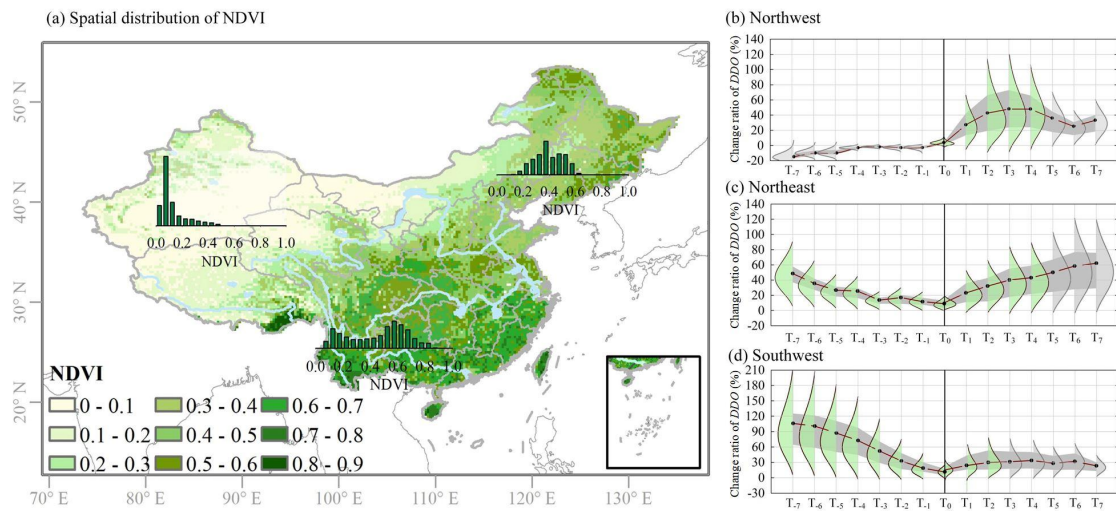 (a) Spatial distribution of NDVI
50° N
40° N
30° N
20° N
0.0 0.2 0.4 0.6 0.8 1.0
NDVI
0.0 0.2 0.4 0.6 0.8 1.0
NDVI
0.0 0.2 0.4 0.6 0.8 1.0
NDVI
NDVI
0 - 0.1 0.3 - 0.4 0.6 - 0.7
0.1 - 0.2 0.4 - 0.5 0.7 - 0.8
0.2 - 0.3 0.5 - 0.6 0.8 - 0.9
70° E 80° E 90° E 100° E 110° E 120° E 130° E
(b) Northwest
Change ratio of DDO (%)
140
120
100
80
60
40
20
0
-20
T-7 T-6 T-5 T-4 T-3 T-2 T-1 T0 T1 T2 T3 T4 T5 T6 T7
(c) Northeast
Change ratio of DDO (%)
140
120
100
80
60
40
20
0
-20
T-7 T-6 T-5 T-4 T-3 T-2 T-1 T0 T1 T2 T3 T4 T5 T6 T7
(d) Southwest
Change ratio of DDO (%)
210
180
150
120
90
60
30
0
-30
T-7 T-6 T-5 T-4 T-3 T-2 T-1 T0 T1 T2 T3 T4 T5 T6 T7